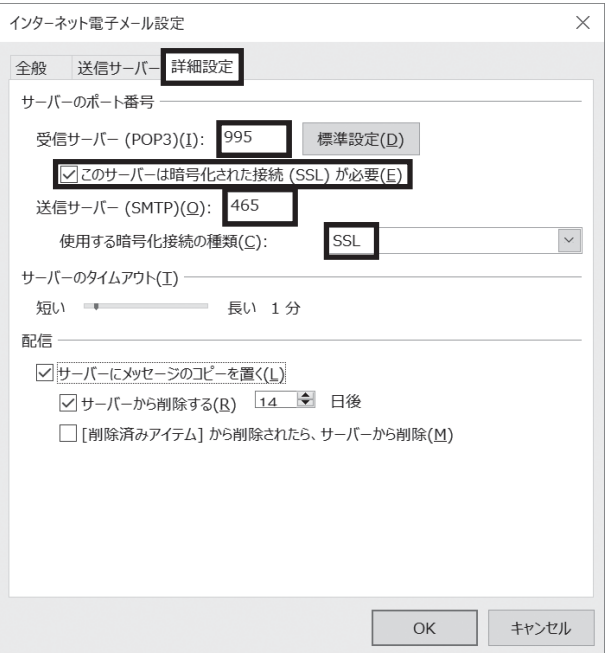 インターネット電子メール設定
全般 送信サーバー 詳細設定
サーバーのポート番号
受信サーバー (POP3)(I): 995 標準設定(D)
このサーバーは暗号化された接続 (SSL) が必要(E)
送信サーバー (SMTP)(O): 465
使用する暗号化接続の種類(C): SSL
サーバーのタイムアウト(T)
短い 長い 1 分
配信
サーバーにメッセージのコピーを置く(L)
サーバーから削除する(R) 14 日後
[削除済みアイテム] から削除されたら、サーバーから削除(M)
OK キャンセル